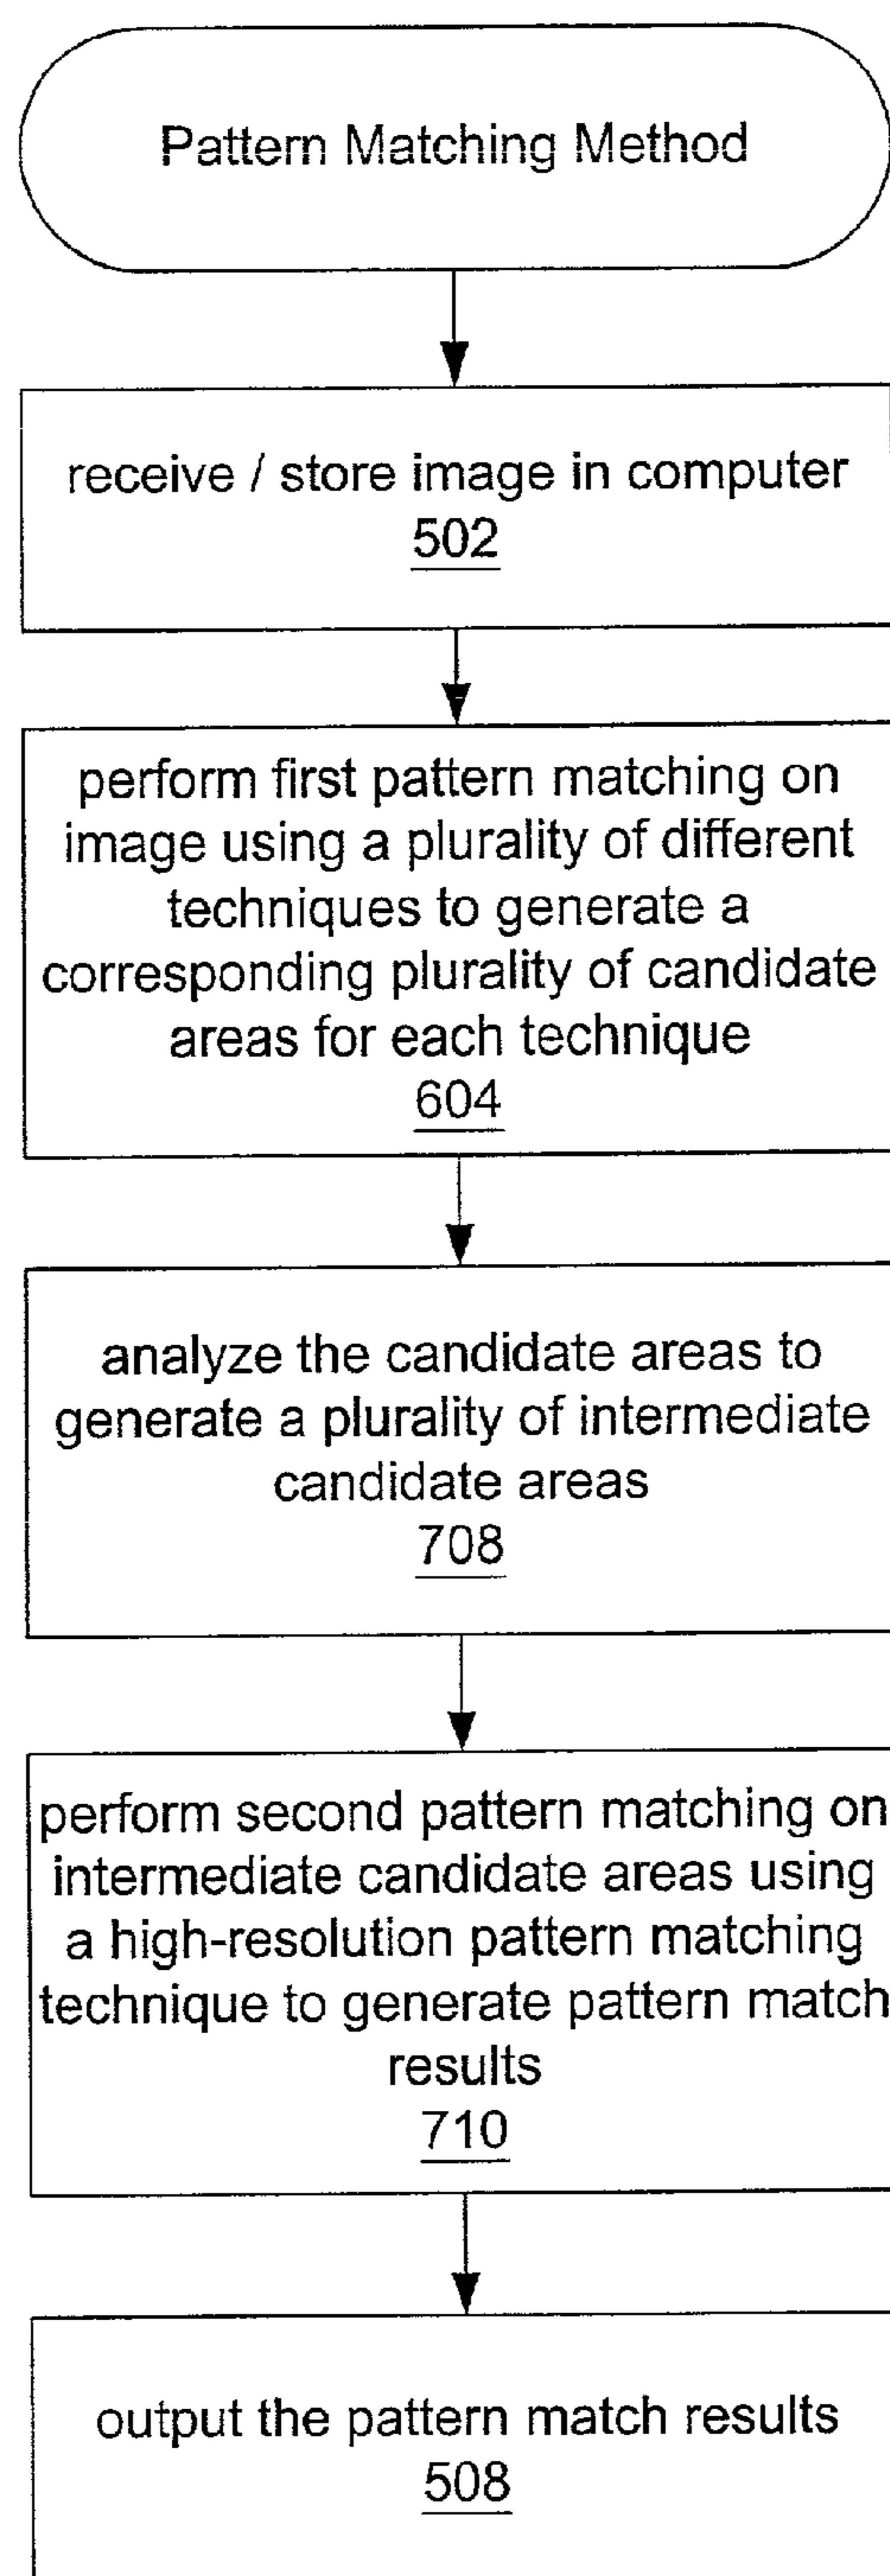 Pattern Matching Method
receive / store image in computer
502
perform first pattern matching on
image using a plurality of different
techniques to generate a
corresponding plurality of candidate
areas for each technique
604
analyze the candidate areas to
generate a plurality of intermediate
candidate areas
708
perform second pattern matching on
intermediate candidate areas using
a high-resolution pattern matching
technique to generate pattern match
results
710
output the pattern match results
508